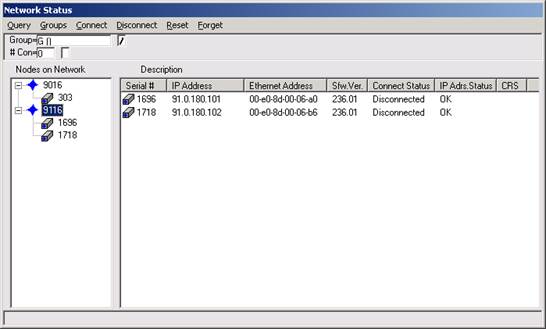 Network Status
Query Groups Connect Disconnect Reset Forget
Group= G []
# Con= 0
Nodes on Network Description
9016
303
9116
1696
1718
Serial # IP Address Ethernet Address Sfw.Ver. Connect Status IP Adrs.Status CRS
1696 91.0.180.101 00-e0-8d-00-06-a0 236.01 Disconnected OK
1718 91.0.180.102 00-e0-8d-00-06-b6 236.01 Disconnected OK